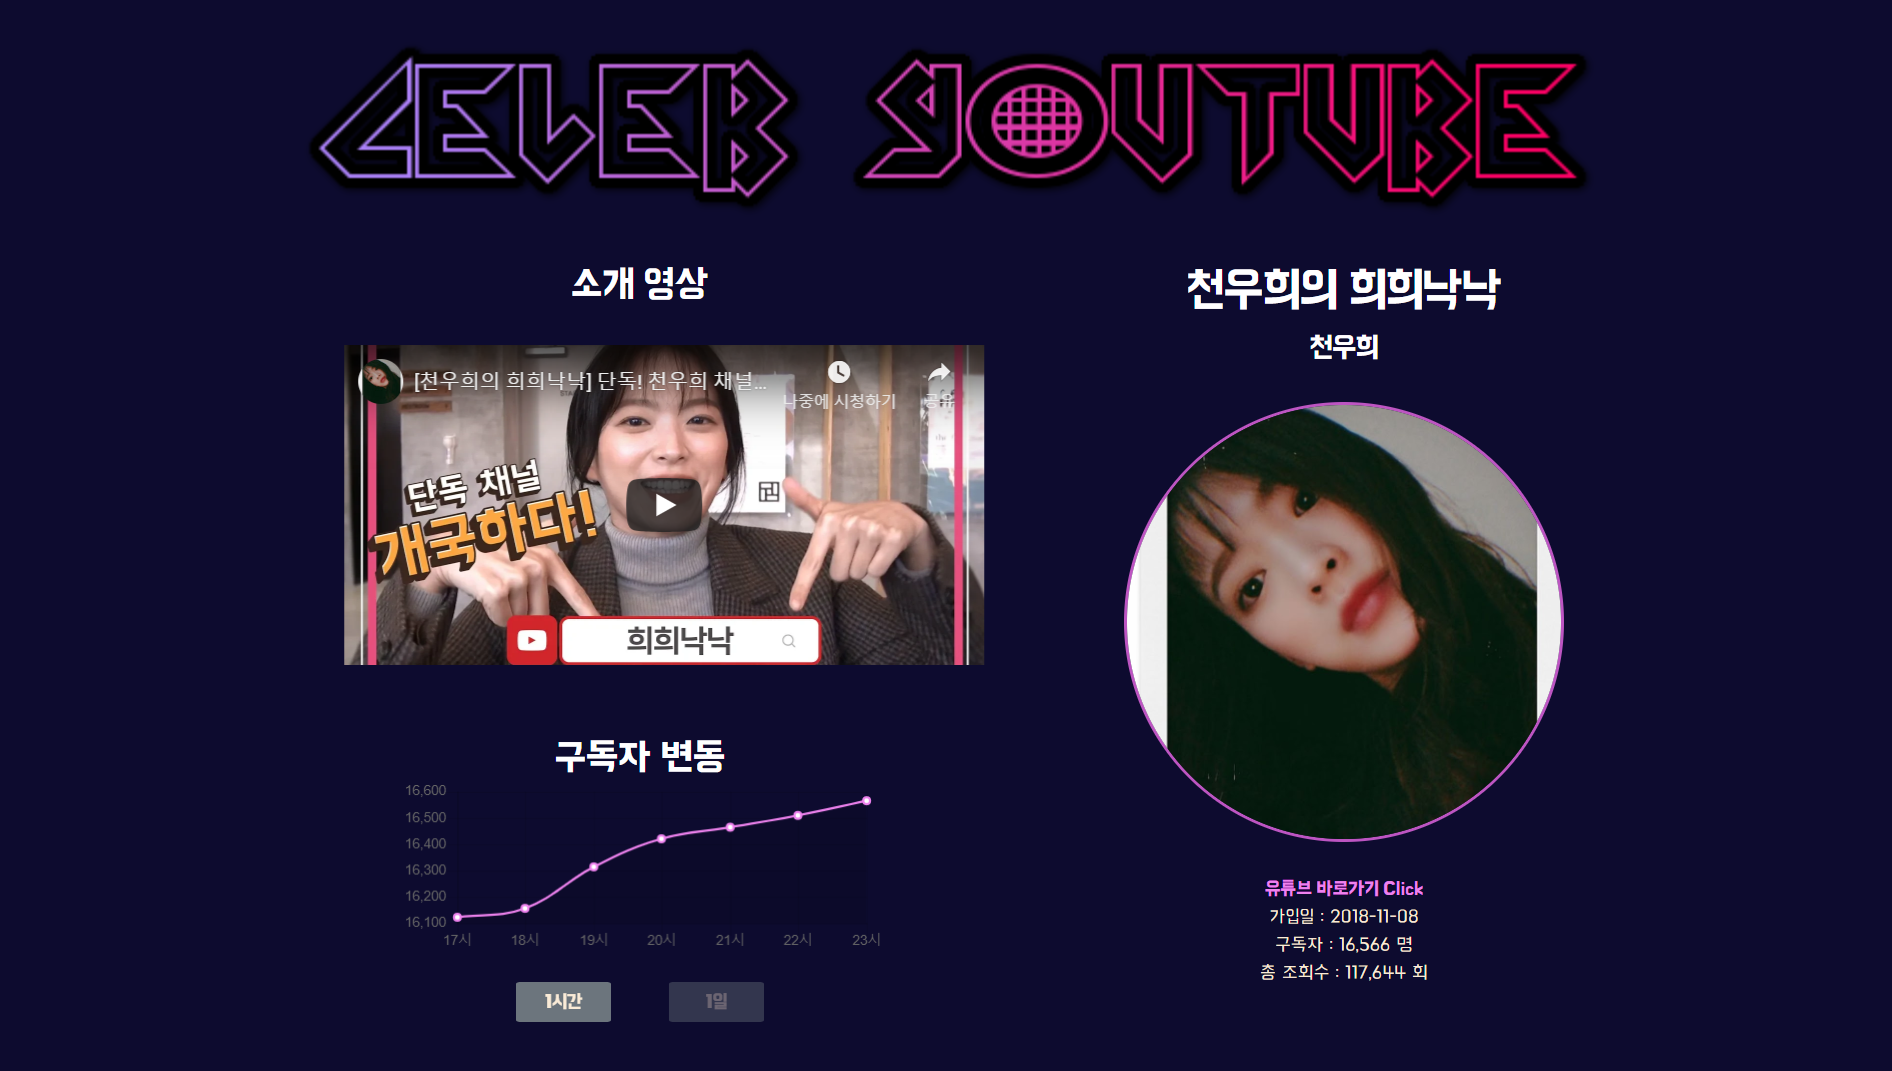 CELEB YOUTUBE
소개 영상
[천우희의 희희낙낙] 단독! 천우희 채널...
나중에 시청하기
공유
단독 채널
개국하다!
희희낙낙
구독자 변동
16,600
16,500
16,400
16,300
16,200
16,100
17시 18시 19시 20시 21시 22시 23시
1시간 1일
천우희의 희희낙낙
천우희
유튜브 바로가기 Click
가입일 : 2018-11-08
구독자 : 16,566 명
총 조회수 : 117,644 회